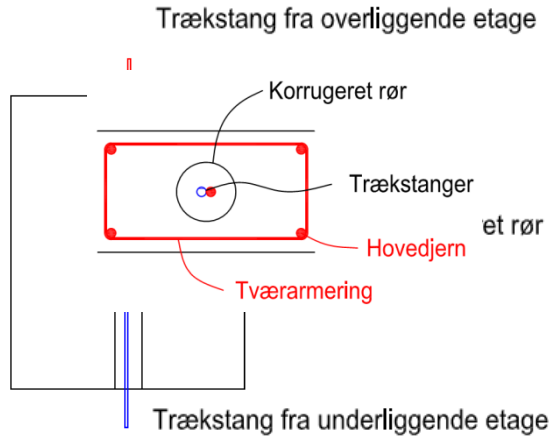 Trækstang fra overliggende etage
Korrugeret rør
Trækstanger
et rør
Hovedjern
Tværarmering
Trækstang fra underliggende etage